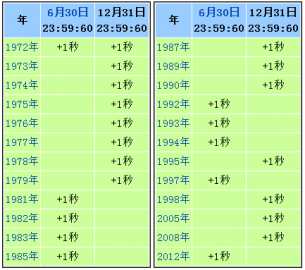 年 6月30日 23:59:60 12月31日 23:59:60
1972年 +1秒 +1秒
1973年 +1秒
1974年 +1秒
1975年 +1秒
1976年 +1秒
1977年 +1秒
1978年 +1秒
1979年 +1秒
1981年 +1秒
1982年 +1秒
1983年 +1秒
1985年 +1秒
年 6月30日 23:59:60 12月31日 23:59:60
1987年 +1秒
1989年 +1秒
1990年 +1秒
1992年 +1秒
1993年 +1秒
1994年 +1秒
1995年 +1秒
1997年 +1秒
1998年 +1秒
2005年 +1秒
2008年 +1秒
2012年 +1秒